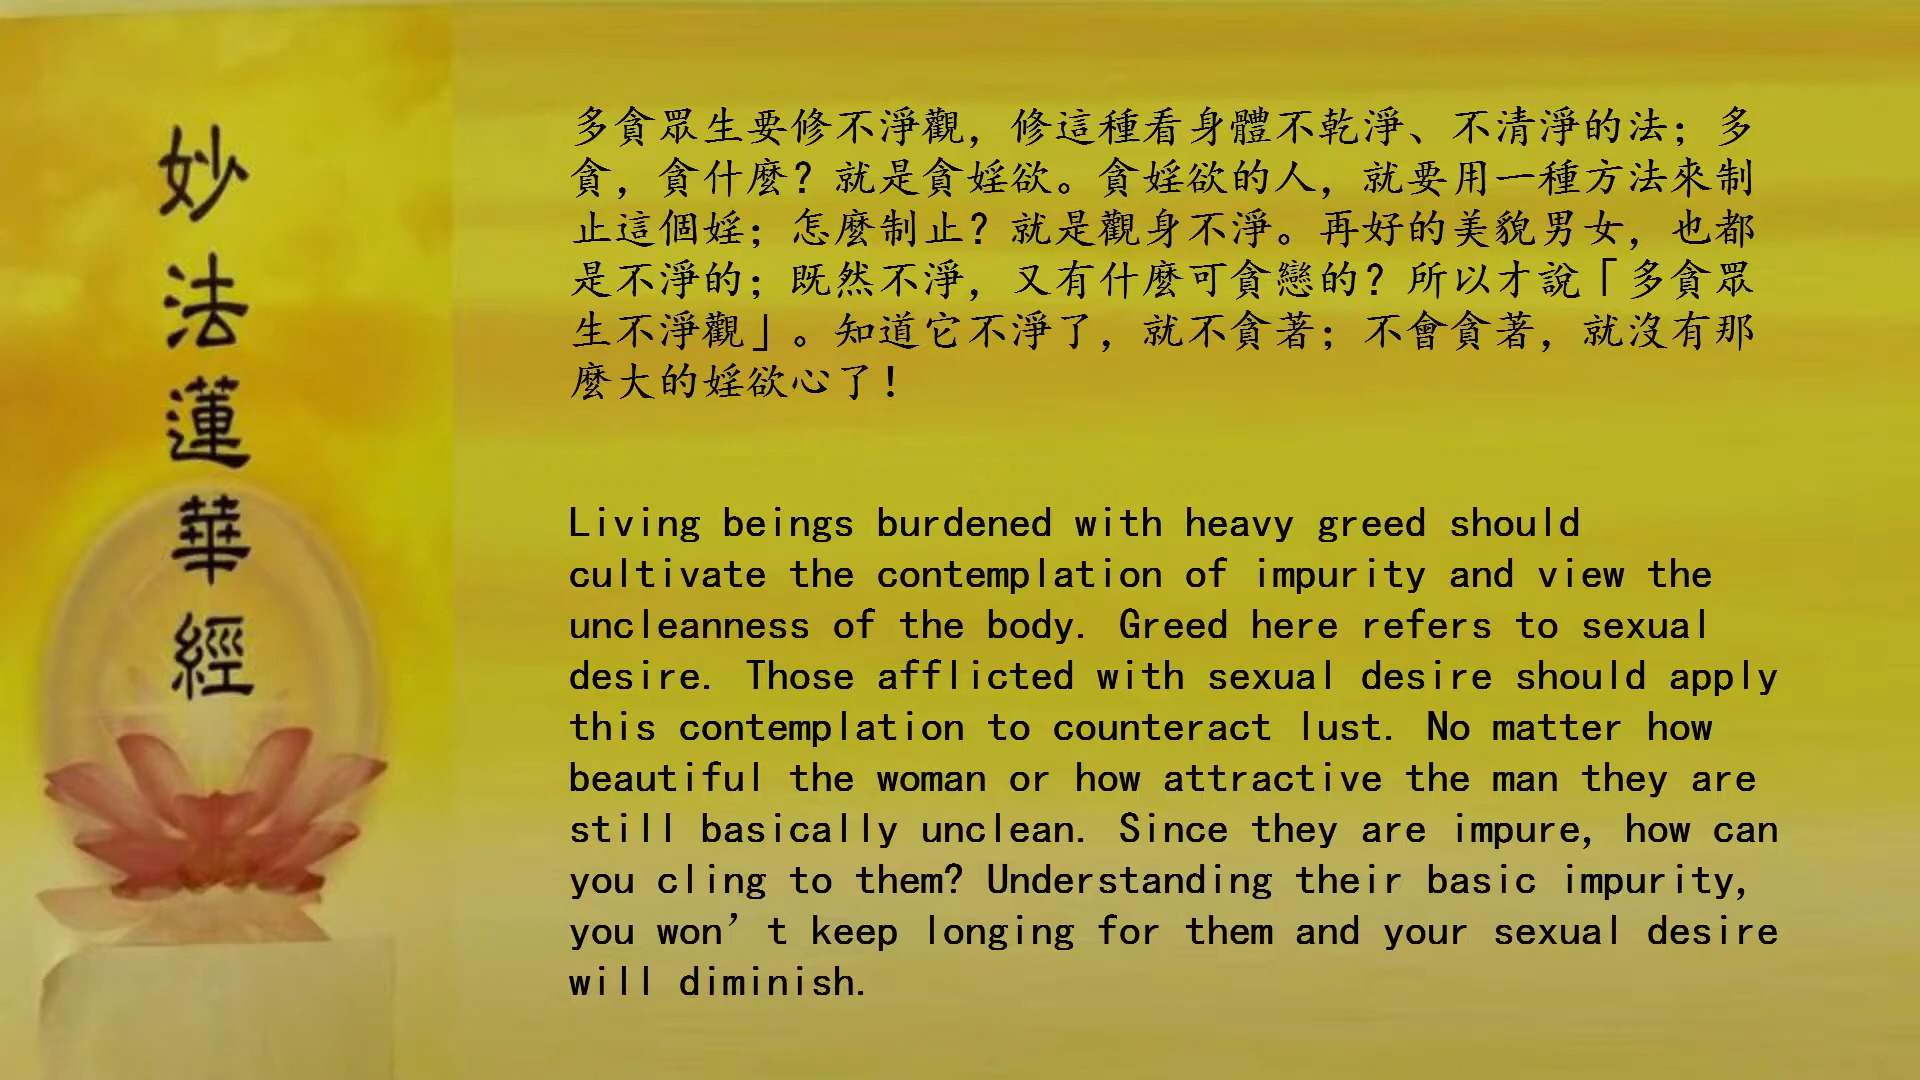 妙法蓮華經
多貪眾生要修不淨觀，修這種看身體不乾淨、不清淨的法；多
貪，貪什麼？就是貪婬欲。貪婬欲的人，就要用一種方法來制
止這個婬；怎麼制止？就是觀身不淨。再好的美貌男女，也都
是不淨的；既然不淨，又有什麼可貪戀的？所以才說「多貪眾
生不淨觀」。知道它不淨了，就不貪著；不會貪著，就沒有那
麼大的婬欲心了！
Living beings burdened with heavy greed should
cultivate the contemplation of impurity and view the
uncleanness of the body. Greed here refers to sexual
desire. Those afflicted with sexual desire should apply
this contemplation to counteract lust. No matter how
beautiful the woman or how attractive the man they are
still basically unclean. Since they are impure, how can
you cling to them? Understanding their basic impurity,
you won’t keep longing for them and your sexual desire
will diminish.